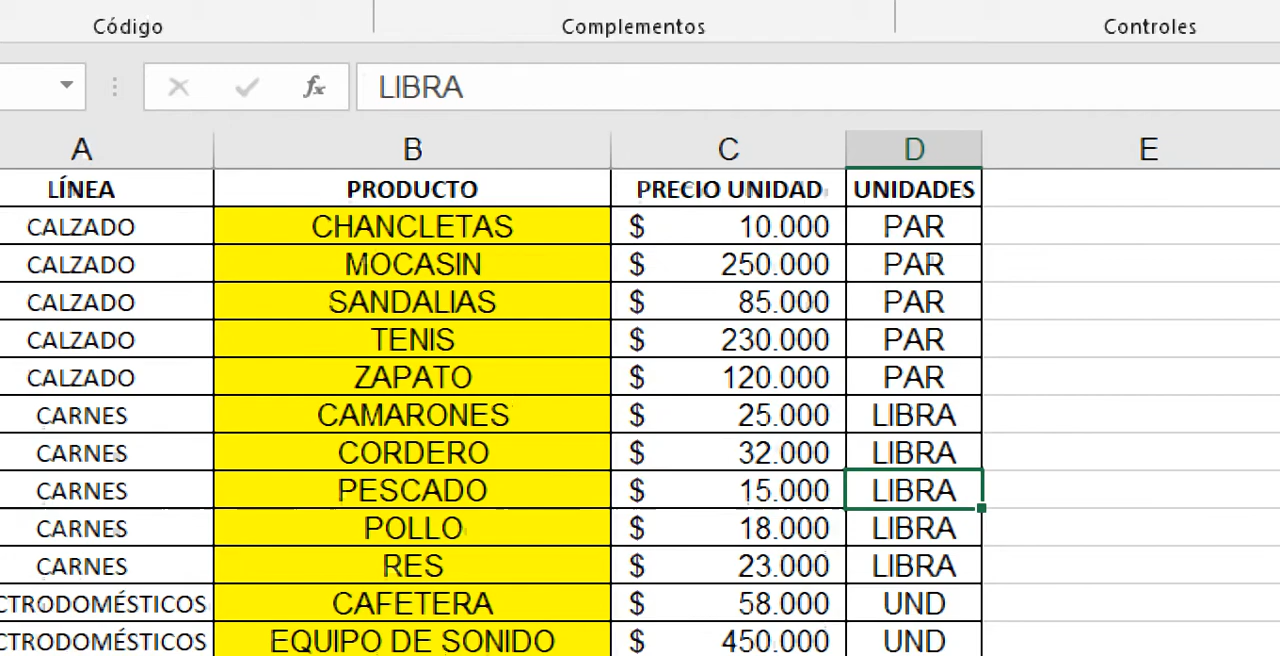 Código Complementos Controles
fx LIBRA
A B C D E
LÍNEA PRODUCTO PRECIO UNIDAD UNIDADES
CALZADO CHANCLETAS $ 10.000 PAR
CALZADO MOCASIN $ 250.000 PAR
CALZADO SANDALIAS $ 85.000 PAR
CALZADO TENIS $ 230.000 PAR
CALZADO ZAPATO $ 120.000 PAR
CARNES CAMARONES $ 25.000 LIBRA
CARNES CORDERO $ 32.000 LIBRA
CARNES PESCADO $ 15.000 LIBRA
CARNES POLLO $ 18.000 LIBRA
CARNES RES $ 23.000 LIBRA
CTRODOMÉSTICOS CAFETERA $ 58.000 UND
CTRODOMÉSTICOS EQUIPO DE SONIDO $ 450.000 UND